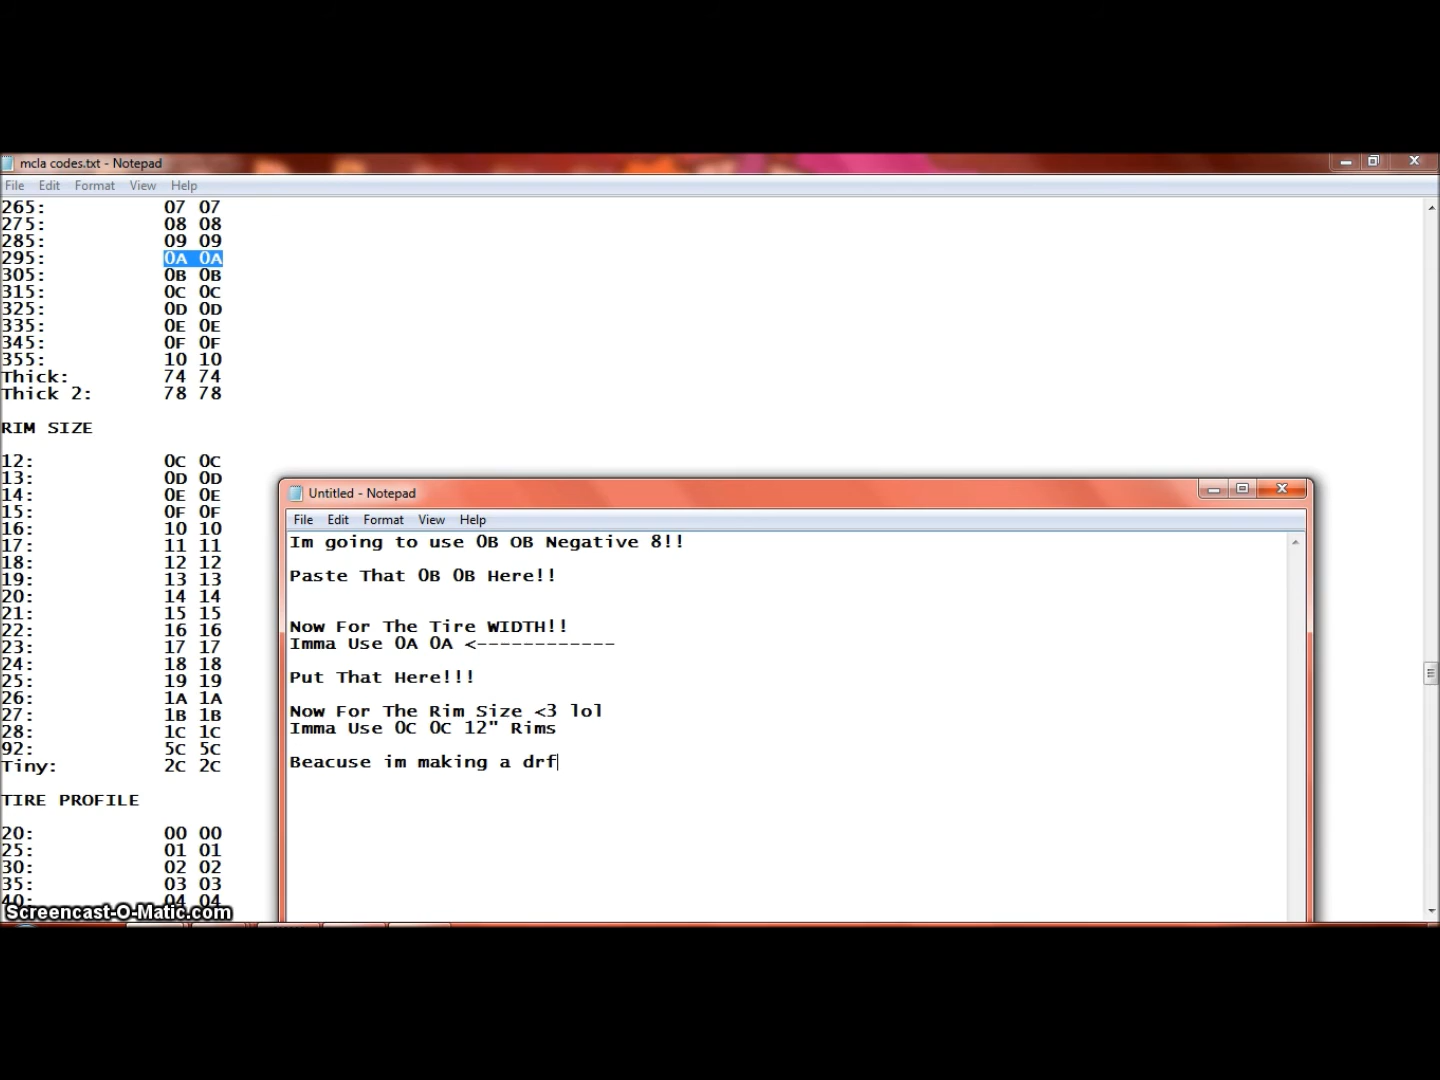 mcla codes.txt - Notepad
File Edit Format View Help
265: 07 07
275: 08 08
285: 09 09
295: 0A 0A
305: 0B 0B
315: 0C 0C
325: 0D 0D
335: 0E 0E
345: 0F 0F
355: 10 10
Thick: 74 74
Thick 2: 78 78
RIM SIZE
12: 0C 0C
13: 0D 0D
14: 0E 0E
15: 0F 0F
16: 10 10
17: 11 11
18: 12 12
19: 13 13
20: 14 14
21: 15 15
22: 16 16
23: 17 17
24: 18 18
25: 19 19
26: 1A 1A
27: 1B 1B
28: 1C 1C
92: 5C 5C
Tiny: 2C 2C
TIRE PROFILE
20: 00 00
25: 01 01
30: 02 02
35: 03 03
40: 04 04
Untitled - Notepad
File Edit Format View Help
Im going to use 0B OB Negative 8!!
Paste That 0B 0B Here!!
Now For The Tire WIDTH!!
Imma Use 0A 0A <------------
Put That Here!!!
Now For The Rim Size <3 lol
Imma Use 0C 0C 12" Rims
Beacuse im making a drf
Screencast-O-Matic.com